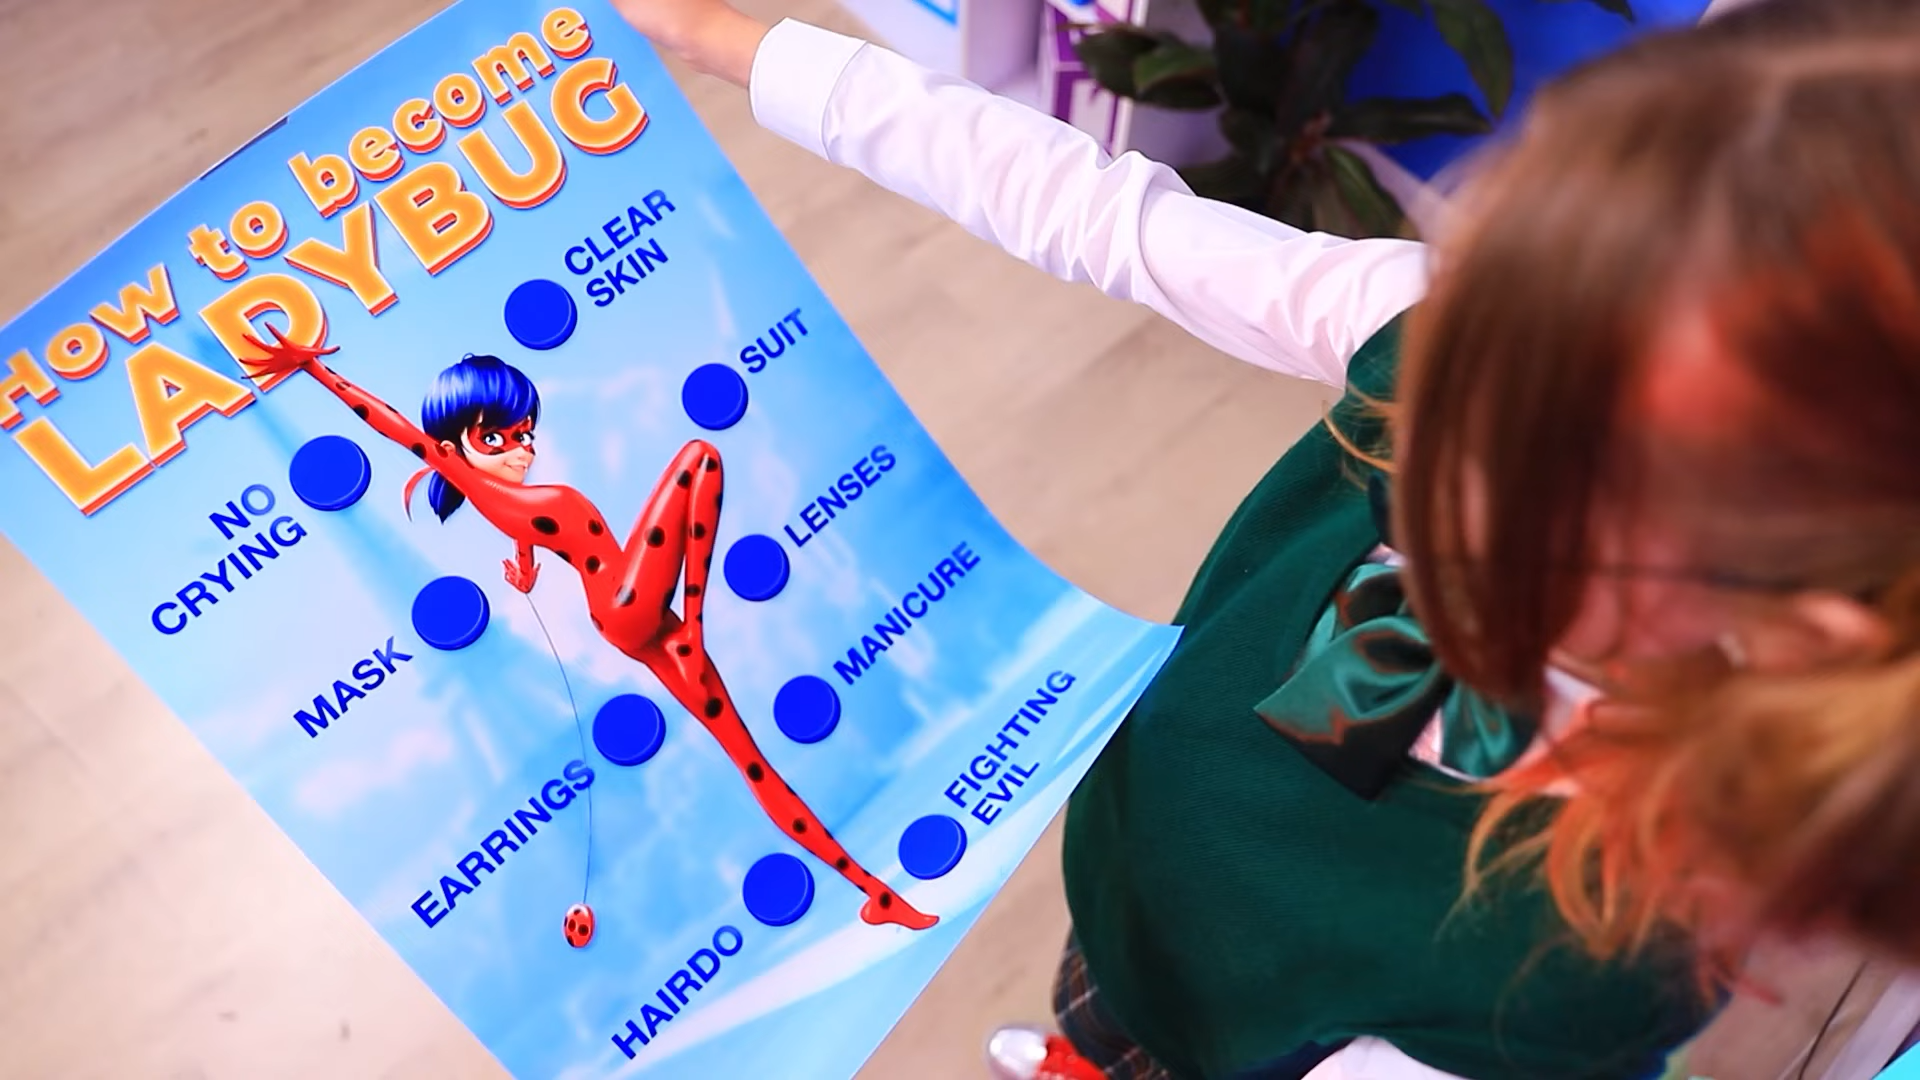 How to become
LADYBUG
CLEAR
SKIN
SUIT
LENSES
MANICURE
FIGHTING
EVIL
NO
CRYING
MASK
EARRINGS
HAIRDO